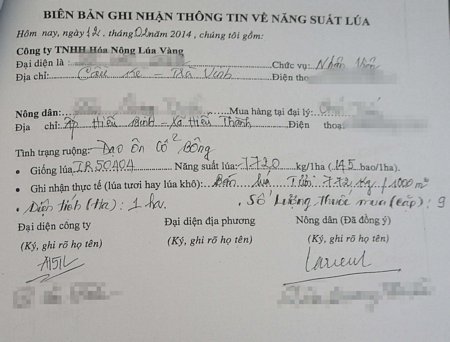 BIÊN BẢN GHI NHẬN THÔNG TIN VỀ NĂNG SUẤT LÚA
Hôm nay, ngày 12. tháng 02 năm 2014, chúng tôi gồm:
Công ty TNHH Hóa Nông Lúa Vàng
Đại diện là: Chức vụ: Nhân viên
Địa chỉ: Cầu Kè - Trà Vinh Điện tho
Nông dân: Mua hàng tại đại lý:
Địa chỉ: Ấp Hiếu - Xã Hiếu Thành Điện thoại
Tình trạng ruộng: Đạo ôn cổ bông
• Giống lúa: IR50404 Năng suất lúa: 7720 kg/1ha (145 bao/1ha).
• Ghi nhận thực tế (lúa tươi hay lúa khô): Bán lúa Tươi 772 kg / 1000 m²
• Diện tích (Ha): 1 ha. • Số lượng thuốc mua (cặp): 9
Đại diện công ty Đại diện địa phương Nông dân (Đã đồng ý)
(Ký, ghi rõ họ tên) (Ký, ghi rõ họ tên) (Ký, ghi rõ họ tên)